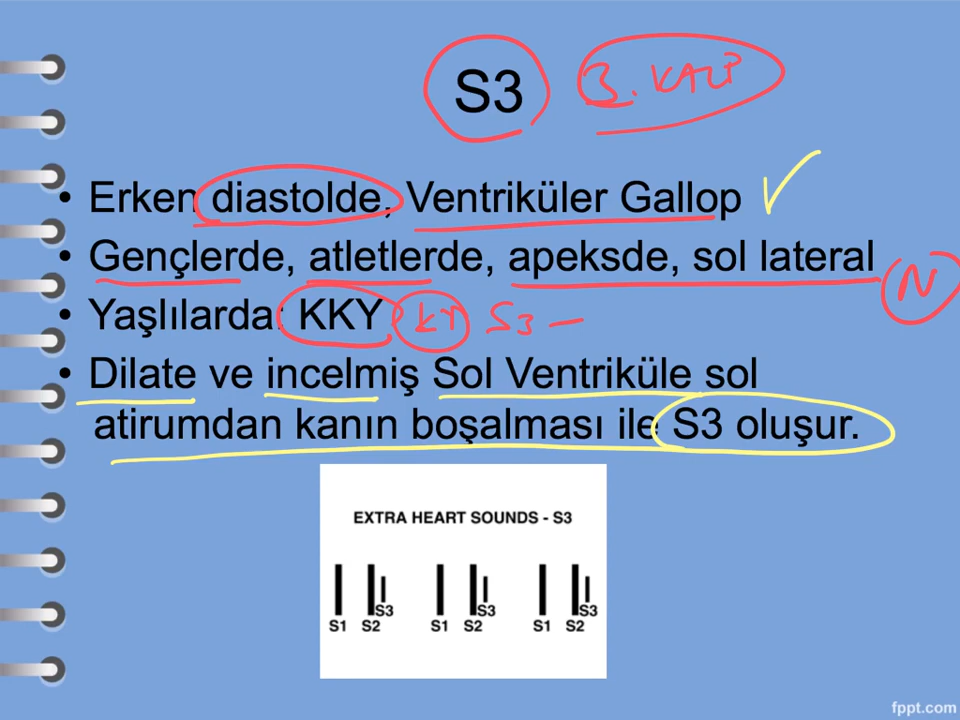 S3 3. KALP
• Erken diastolde, Ventriküler Gallop
• Gençlerde, atletlerde, apeksde, sol lateral N
• Yaşlılarda: KKY KY S3 –
• Dilate ve incelmiş Sol Ventriküle sol
atirumdan kanın boşalması ile S3 oluşur.
EXTRA HEART SOUNDS - S3
S3 S3 S3
S1 S2 S1 S2 S1 S2
fppt.com